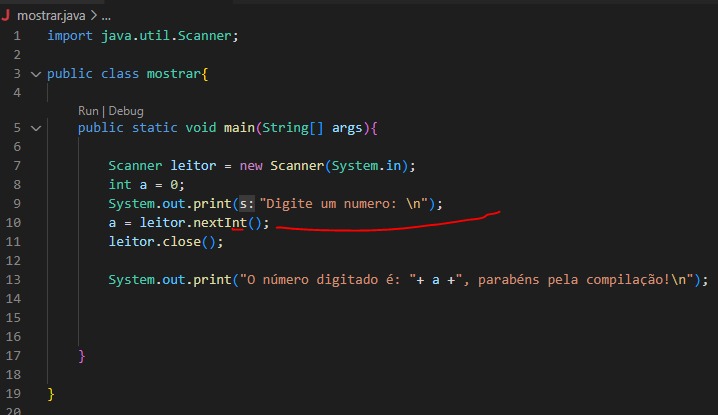 J mostrar.java > ...
1 import java.util.Scanner;
2
3 public class mostrar{
4
Run | Debug
5 public static void main(String[] args){
6
7 Scanner leitor = new Scanner(System.in);
8 int a = 0;
9 System.out.print(s: "Digite um numero: \n");
10 a = leitor.nextInt();
11 leitor.close();
12
13 System.out.print("O número digitado é: "+ a +", parabéns pela compilação!\n");
14
15
16
17 }
18
19 }
20